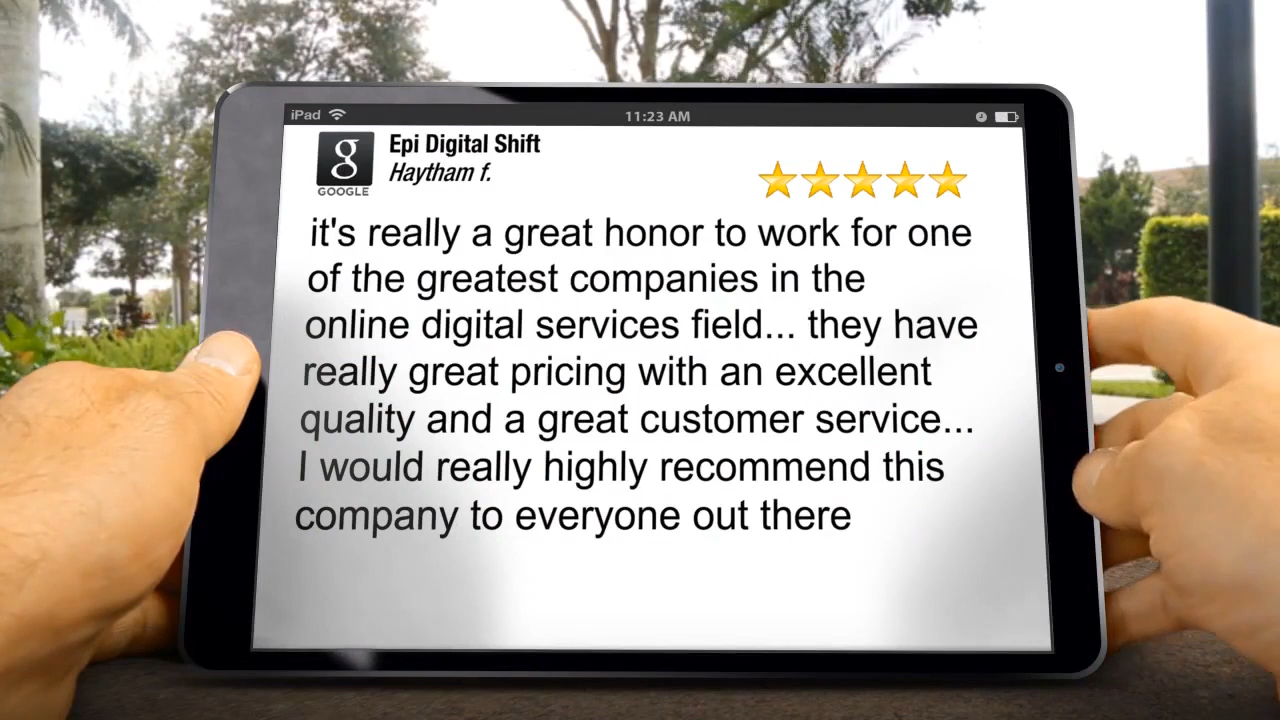 iPad 11:23 AM
g
GOOGLE
Epi Digital Shift
Haytham f.
it's really a great honor to work for one
of the greatest companies in the
online digital services field... they have
really great pricing with an excellent
quality and a great customer service...
I would really highly recommend this
company to everyone out there